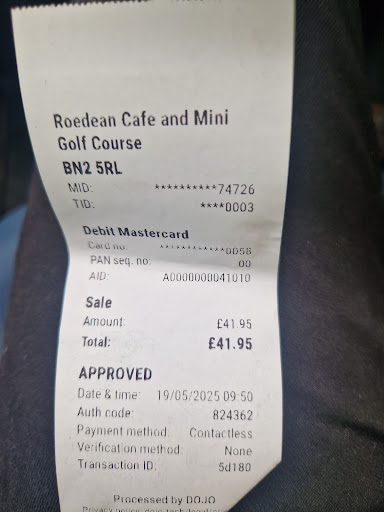 Roedean Cafe and Mini
Golf Course
BN2 5RL
MID: **********74726
TID: ****0003
Debit Mastercard
Card no. ************0058
PAN seq. no. 00
AID: A0000000041010
Sale
Amount: £41.95
Total: £41.95
APPROVED
Date & time: 19/05/2025 09:50
Auth code: 824362
Payment method: Contactless
Verification method: None
Transaction ID: 5d180
Processed by DOJO
Privacy policy